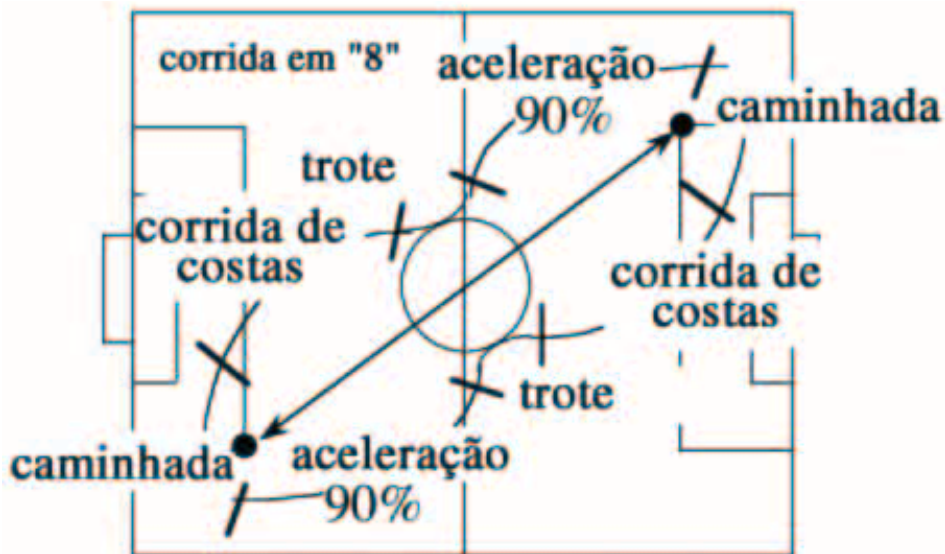 corrida em "8"
aceleração
90%
caminhada
trote
corrida de
costas
corrida de
costas
trote
caminhada
aceleração
90%